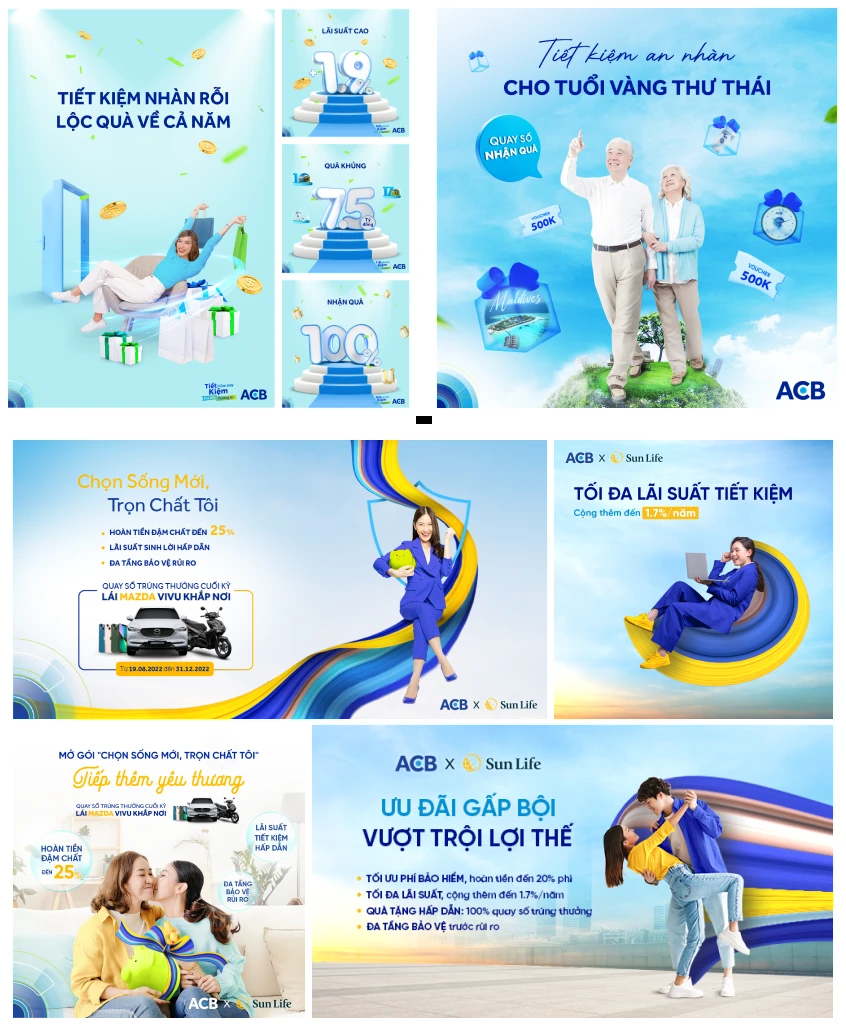 TIẾT KIỆM NHÀN RỖI
LỘC QUÀ VỀ CẢ NĂM
Tiết
Kiệm
ACB
LÃI SUẤT CAO
+1.9%
ACB
QUÀ KHỦNG
7.5
Tỷ đồng
ACB
NHẬN QUÀ
100%
ACB
Tiết kiệm an nhàn
CHO TUỔI VÀNG THƯ THÁI
QUAY SỐ
NHẬN QUÀ
VOUCHER
500K
ACB
VOUCHER
500K
Maldives
ACB
Chọn Sống Mới,
Trọn Chất Tôi
• HOÀN TIỀN ĐẬM CHẤT ĐẾN 25%
• LÃI SUẤT SINH LỜI HẤP DẪN
• ĐA TẦNG BẢO VỆ RỦI RO
QUAY SỐ TRÚNG THƯỞNG CUỐI KỲ
LÁI MAZDA VIVU KHẮP NƠI
Từ 19.08.2022 đến 31.12.2022
ACB X Sun Life
ACB X Sun Life
TỐI ĐA LÃI SUẤT TIẾT KIỆM
Cộng thêm đến 1.7%/năm
MỞ GÓI "CHỌN SỐNG MỚI, TRỌN CHẤT TÔI"
Tiếp thêm yêu thương
QUAY SỐ TRÚNG THƯỞNG CUỐI KỲ
LÁI MAZDA VIVU KHẮP NƠI
HOÀN TIỀN
ĐẬM CHẤT
ĐẾN 25%
LÃI SUẤT
TIẾT KIỆM
HẤP DẪN
ĐA TẦNG
BẢO VỆ
RỦI RO
ACB X Sun Life
ACB X Sun Life
ƯU ĐÃI GẤP BỘI
VƯỢT TRỘI LỢI THẾ
• TỐI ƯU PHÍ BẢO HIỂM, hoàn tiền đến 20% phí
• TỐI ĐA LÃI SUẤT, cộng thêm đến 1.7%/năm
• QUÀ TẶNG HẤP DẪN: 100% quay số trúng thưởng
• ĐA TẦNG BẢO VỆ trước rủi ro